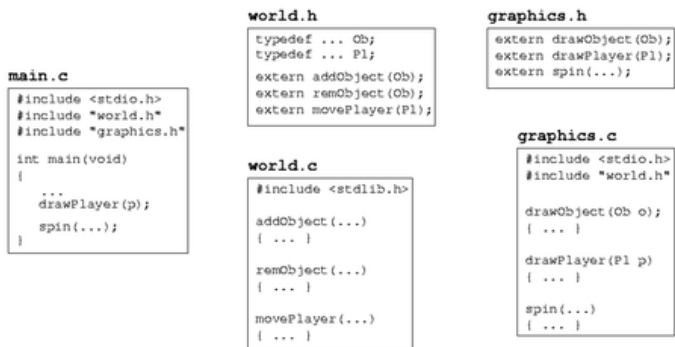 main.c
#include <stdio.h>
#include "world.h"
#include "graphics.h"
int main(void)
{
...
drawPlayer(p);
spin(...);
}
world.h
typedef ... Ob;
typedef ... Pl;
extern addObject(Ob);
extern remObject(Ob);
extern movePlayer(Pl);
world.c
#include <stdlib.h>
addObject(...)
{ ... }
remObject(...)
{ ... }
movePlayer(...)
{ ... }
graphics.h
extern drawObject(Ob);
extern drawPlayer(Pl);
extern spin(...);
graphics.c
#include <stdio.h>
#include "world.h"
drawObject(Ob o);
{ ... }
drawPlayer(Pl p)
{ ... }
spin(...)
{ ... }